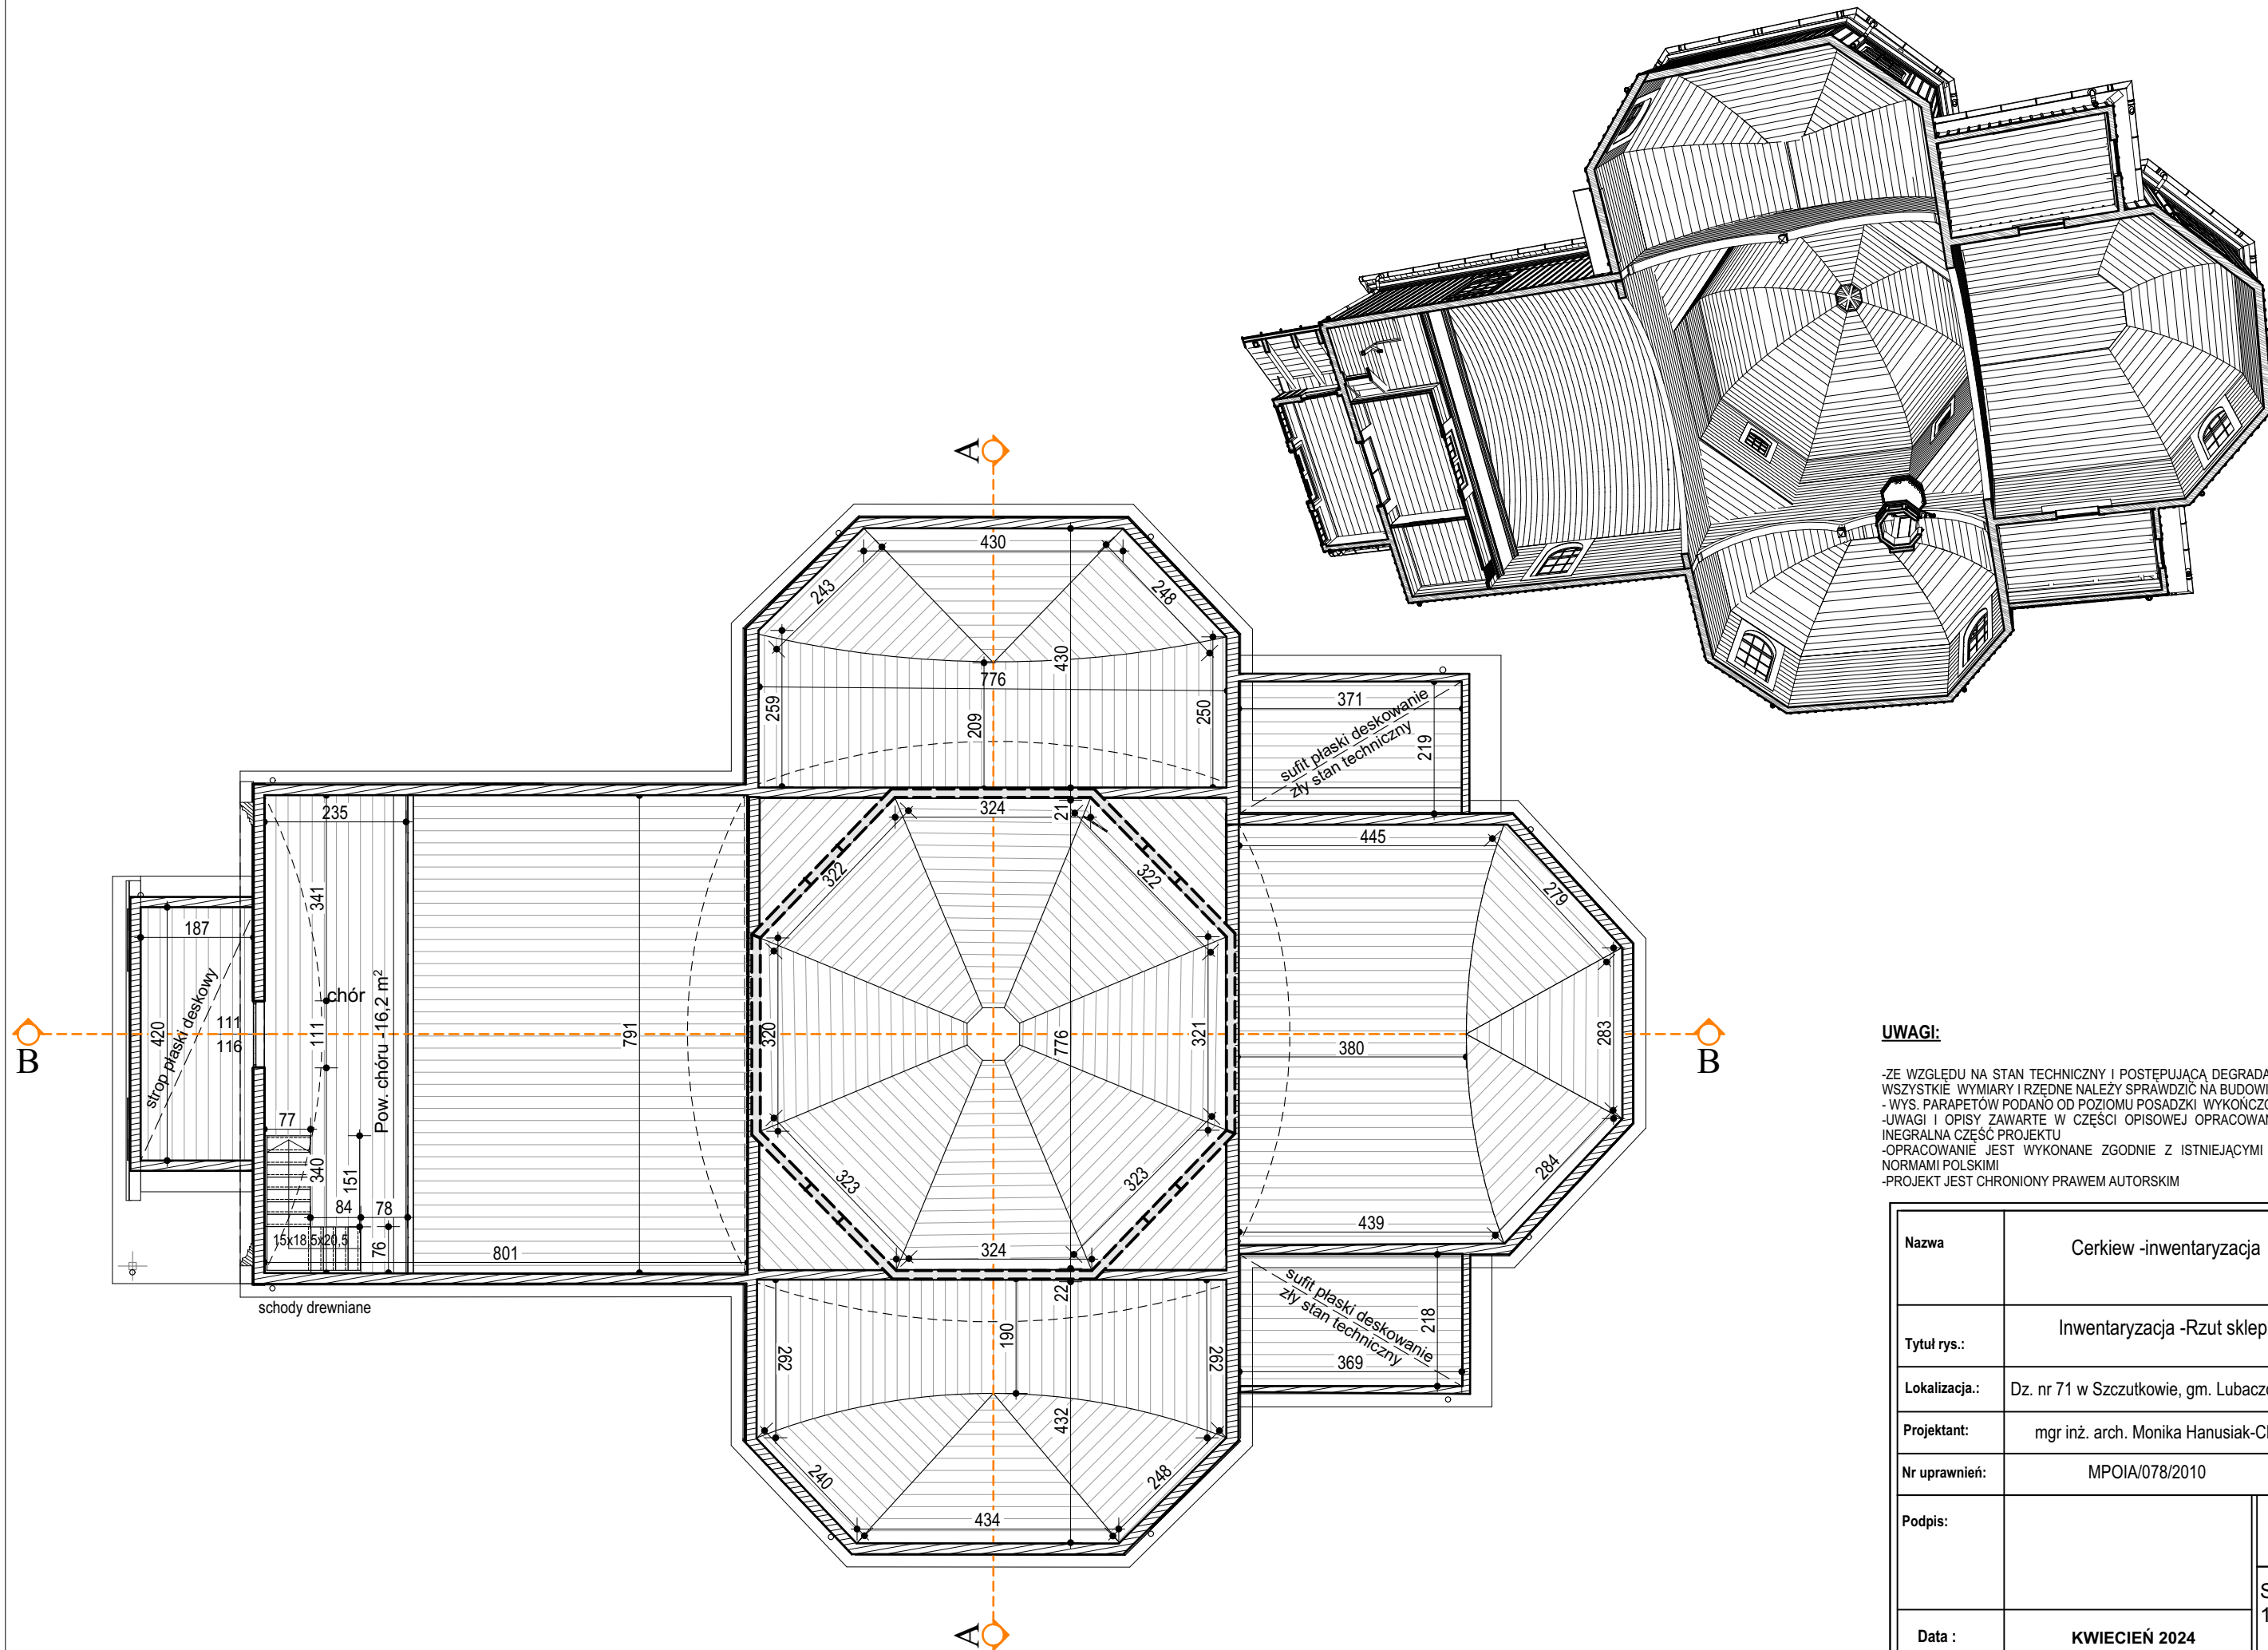 A
430
243
248
430
776
259
209
250
371
sufit płaski deskowanie
zły stan techniczny
219
235
324
21
445
341
322
322
279
187
strop płaski deskowy
420
111
116
chór
111
Pow. chóru -16,2 m²
791
320
776
321
380
283
B
B
77
340
151
84
78
76
15x18,5x20,5
801
323
323
324
439
284
22
schody drewniane
262
190
262
sufit płaski deskowanie
zły stan techniczny
218
369
432
240
248
434
A
UWAGI:
-ZE WZGLĘDU NA STAN TECHNICZNY I POSTĘPUJĄCĄ
WSZYSTKIE WYMIARY I RZĘDNE NALEŻY SPRAWDZIĆ NA
- WYS. PARAPETÓW PODANO OD POZIOMU POSADZKI
-UWAGI I OPISY ZAWARTE W CZĘŚCI OPISOWEJ
INEGRALNA CZĘŚĆ PROJEKTU
-OPRACOWANIE JEST WYKONANE ZGODNIE Z ISTNIEJĄCYMI
NORMAMI POLSKIMI
-PROJEKT JEST CHRONIONY PRAWEM AUTORSKIM
Nazwa
Cerkiew -inwentaryzacja
Tytuł rys.:
Inwentaryzacja -Rzut sklep
Lokalizacja.:
Dz. nr 71 w Szczutkowie, gm.
Projektant:
mgr inż. arch. Monika
Nr uprawnień:
MPOIA/078/2010
Podpis:
Data :
KWIECIEŃ 2024